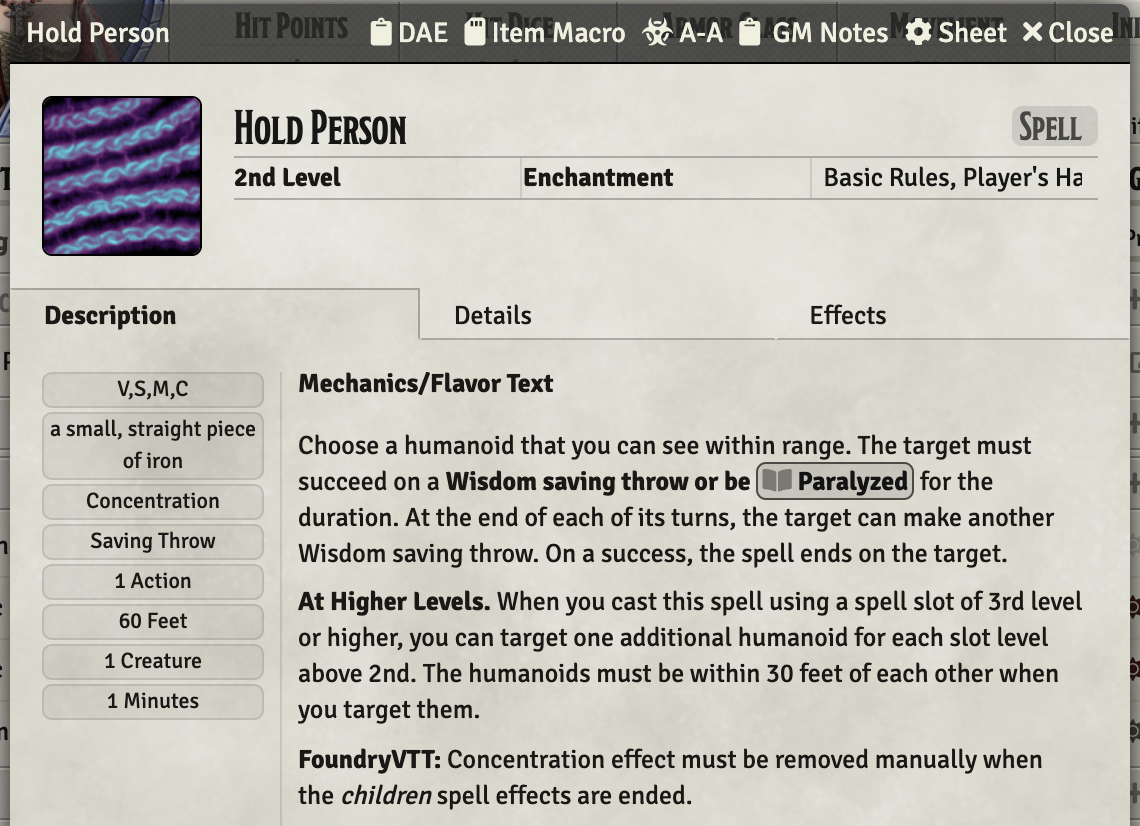 Hold Person DAE Item Macro A-A GM Notes Sheet Close
Hold Person Spell
2nd Level Enchantment Basic Rules, Player's Ha
Description Details Effects
V,S,M,C
a small, straight piece
of iron
Concentration
Saving Throw
1 Action
60 Feet
1 Creature
1 Minutes
Mechanics/Flavor Text
Choose a humanoid that you can see within range. The target must
succeed on a Wisdom saving throw or be Paralyzed for the
duration. At the end of each of its turns, the target can make another
Wisdom saving throw. On a success, the spell ends on the target.
At Higher Levels. When you cast this spell using a spell slot of 3rd level
or higher, you can target one additional humanoid for each slot level
above 2nd. The humanoids must be within 30 feet of each other when
you target them.
FoundryVTT: Concentration effect must be removed manually when
the children spell effects are ended.